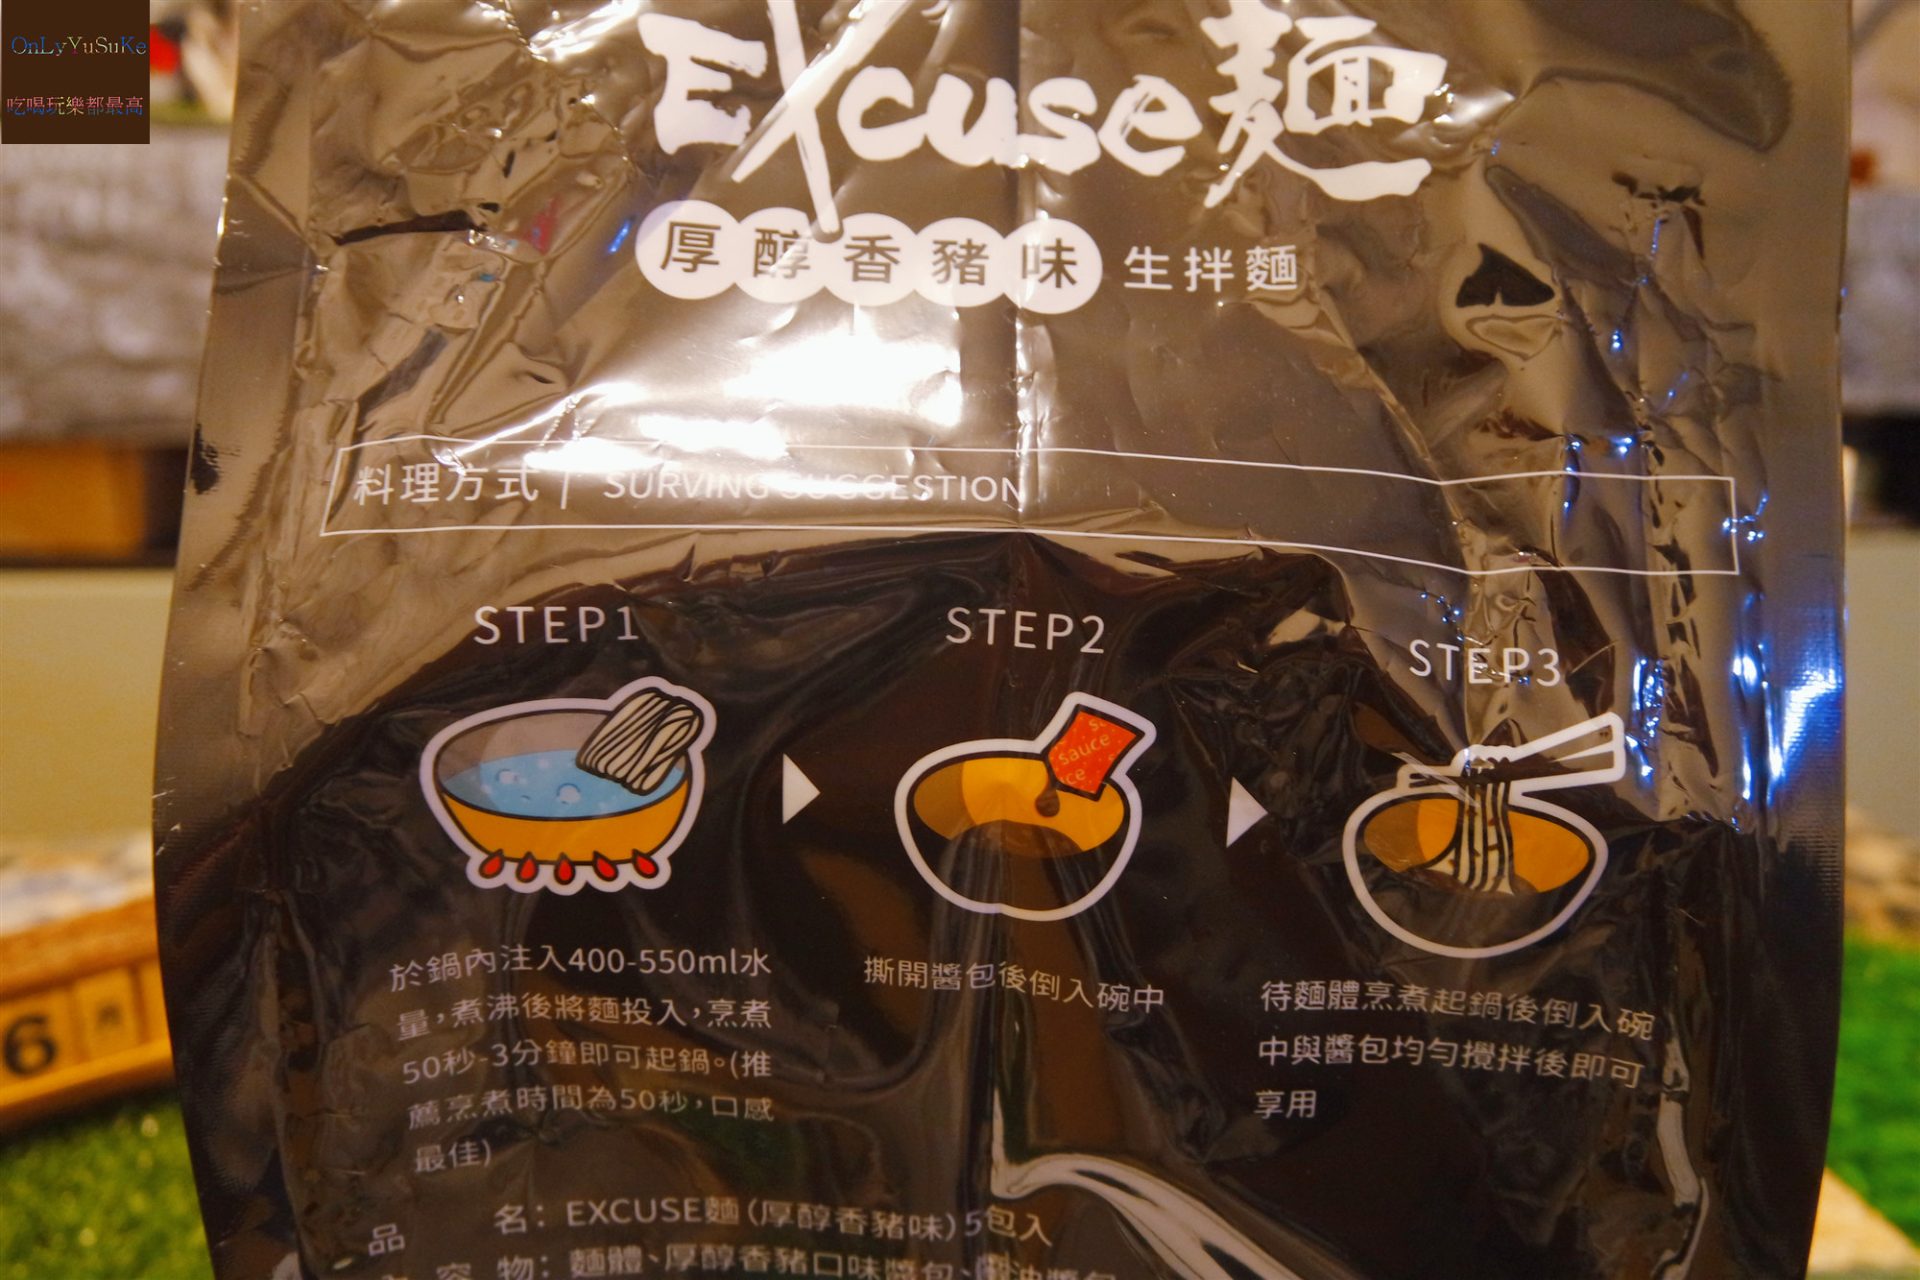 OnLyYuSuKe
吃喝玩樂都最高
EXcuse麵
厚醇香豬味 生拌麵
料理方式 | SURVING SUGGESTION
STEP1
STEP2
STEP3
sauce
於鍋內注入400-550ml水
量，煮沸後將麵投入，烹煮
50秒-3分鐘即可起鍋。(推
薦烹煮時間為50秒，口感
最佳)
撕開醬包後倒入碗中
待麵體烹煮起鍋後倒入碗
中與醬包均勻攪拌後即可
享用
品 名：EXCUSE麵（厚醇香豬味）5包入
容 物：麵體、厚醇香豬口味醬包、油醬包
6